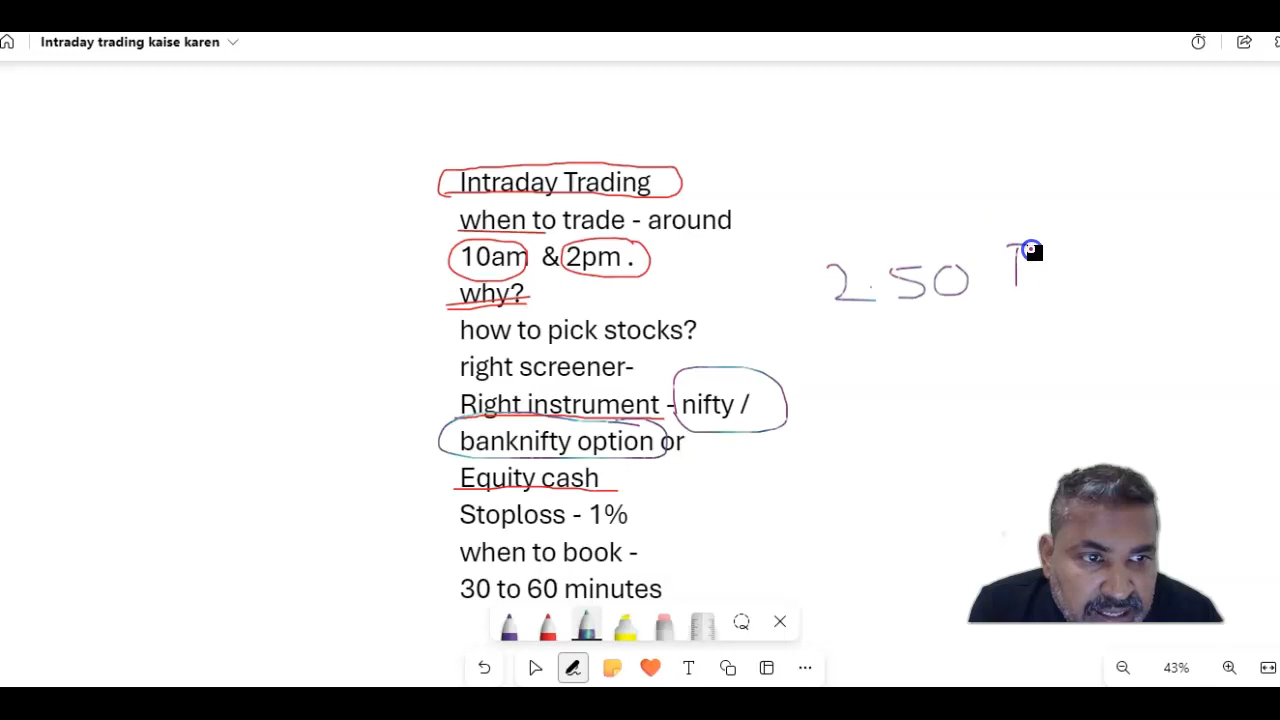 Intraday trading kaise karen
Intraday Trading
when to trade - around
10am & 2pm .
why?
how to pick stocks?
right screener-
Right instrument - nifty /
banknifty option or
Equity cash
Stoploss - 1%
when to book -
30 to 60 minutes
2.50
43%